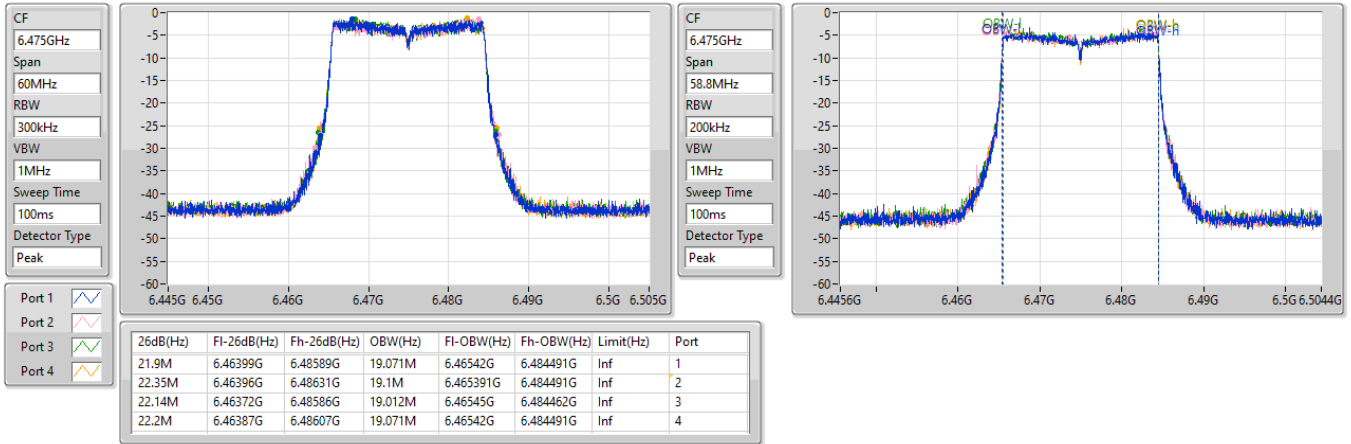 CF
6.475GHz
Span
60MHz
RBW
300kHz
VBW
1MHz
Sweep Time
100ms
Detector Type
Peak
0
-5
-10
-15
-20
-25
-30
-35
-40
-45
-50
-55
-60
6.445G 6.45G 6.46G 6.47G 6.48G 6.49G 6.5G 6.505G
CF
6.475GHz
Span
58.8MHz
RBW
200kHz
VBW
1MHz
Sweep Time
100ms
Detector Type
Peak
OBW-l OBW-h
0
-5
-10
-15
-20
-25
-30
-35
-40
-45
-50
-55
-60
6.4456G 6.46G 6.47G 6.48G 6.49G 6.5G 6.5044G
Port 1
Port 2
Port 3
Port 4
26dB(Hz) Fl-26dB(Hz) Fh-26dB(Hz) OBW(Hz) Fl-OBW(Hz) Fh-OBW(Hz) Limit(Hz) Port
21.9M 6.46399G 6.48589G 19.071M 6.46542G 6.484491G Inf 1
22.35M 6.46396G 6.48631G 19.1M 6.465391G 6.484491G Inf 2
22.14M 6.46372G 6.48586G 19.012M 6.46545G 6.484462G Inf 3
22.2M 6.46387G 6.48607G 19.071M 6.46542G 6.484491G Inf 4